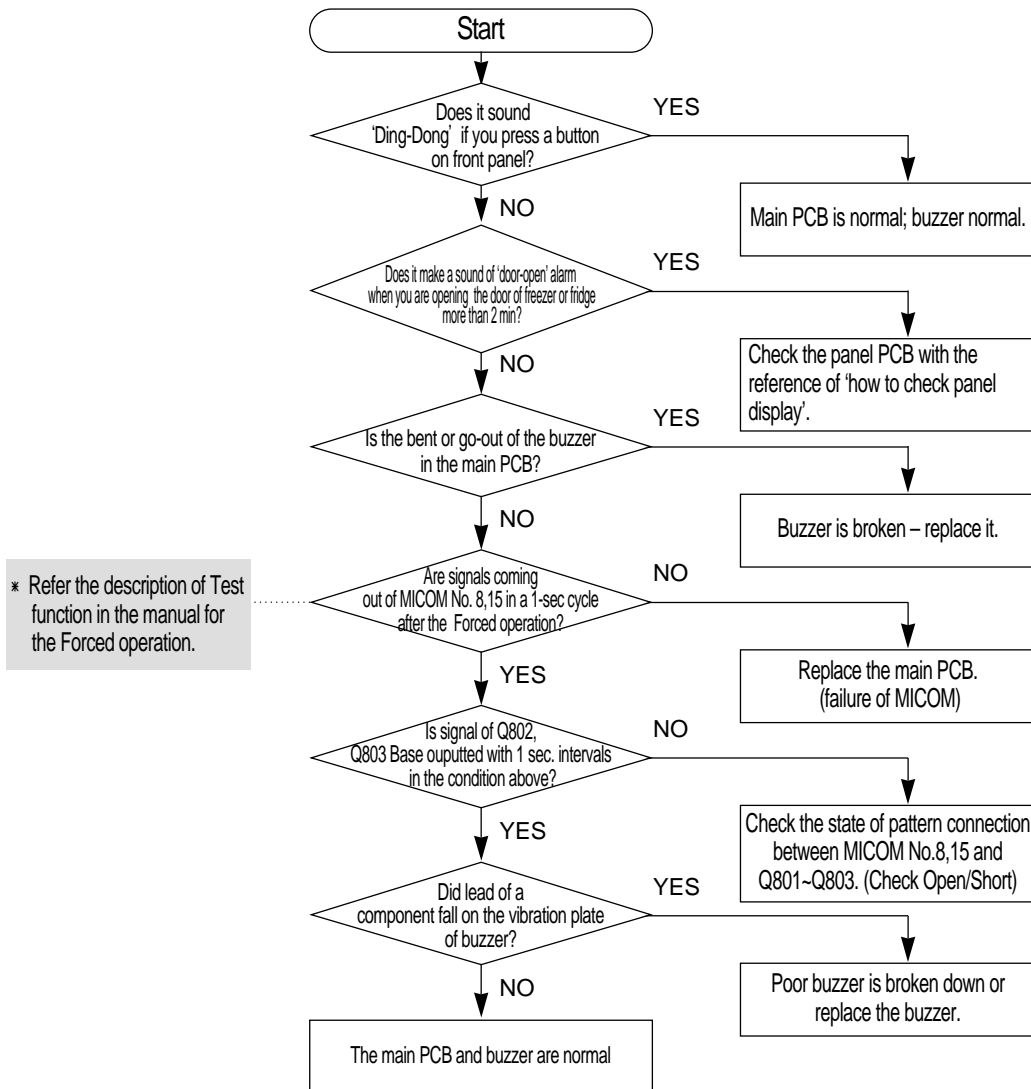 Start
Does it sound
‘Ding-Dong’ if you press a button
on front panel?
YES
Main PCB is normal; buzzer normal.
NO
Does it make a sound of ‘door-open’ alarm
when you are opening the door of freezer or fridge
more than 2 min?
YES
Check the panel PCB with the
reference of ‘how to check panel
display’.
NO
Is the bent or go-out of the buzzer
in the main PCB?
YES
Buzzer is broken – replace it.
NO
* Refer the description of Test
function in the manual for
the Forced operation.
Are signals coming
out of MICOM No. 8,15 in a 1-sec cycle
after the Forced operation?
NO
Replace the main PCB.
(failure of MICOM)
YES
Is signal of Q802,
Q803 Base ouputted with 1 sec. intervals
in the condition above?
NO
Check the state of pattern connection
between MICOM No.8,15 and
Q801~Q803. (Check Open/Short)
YES
Did lead of a
component fall on the vibration plate
of buzzer?
YES
Poor buzzer is broken down or
replace the buzzer.
NO
The main PCB and buzzer are normal